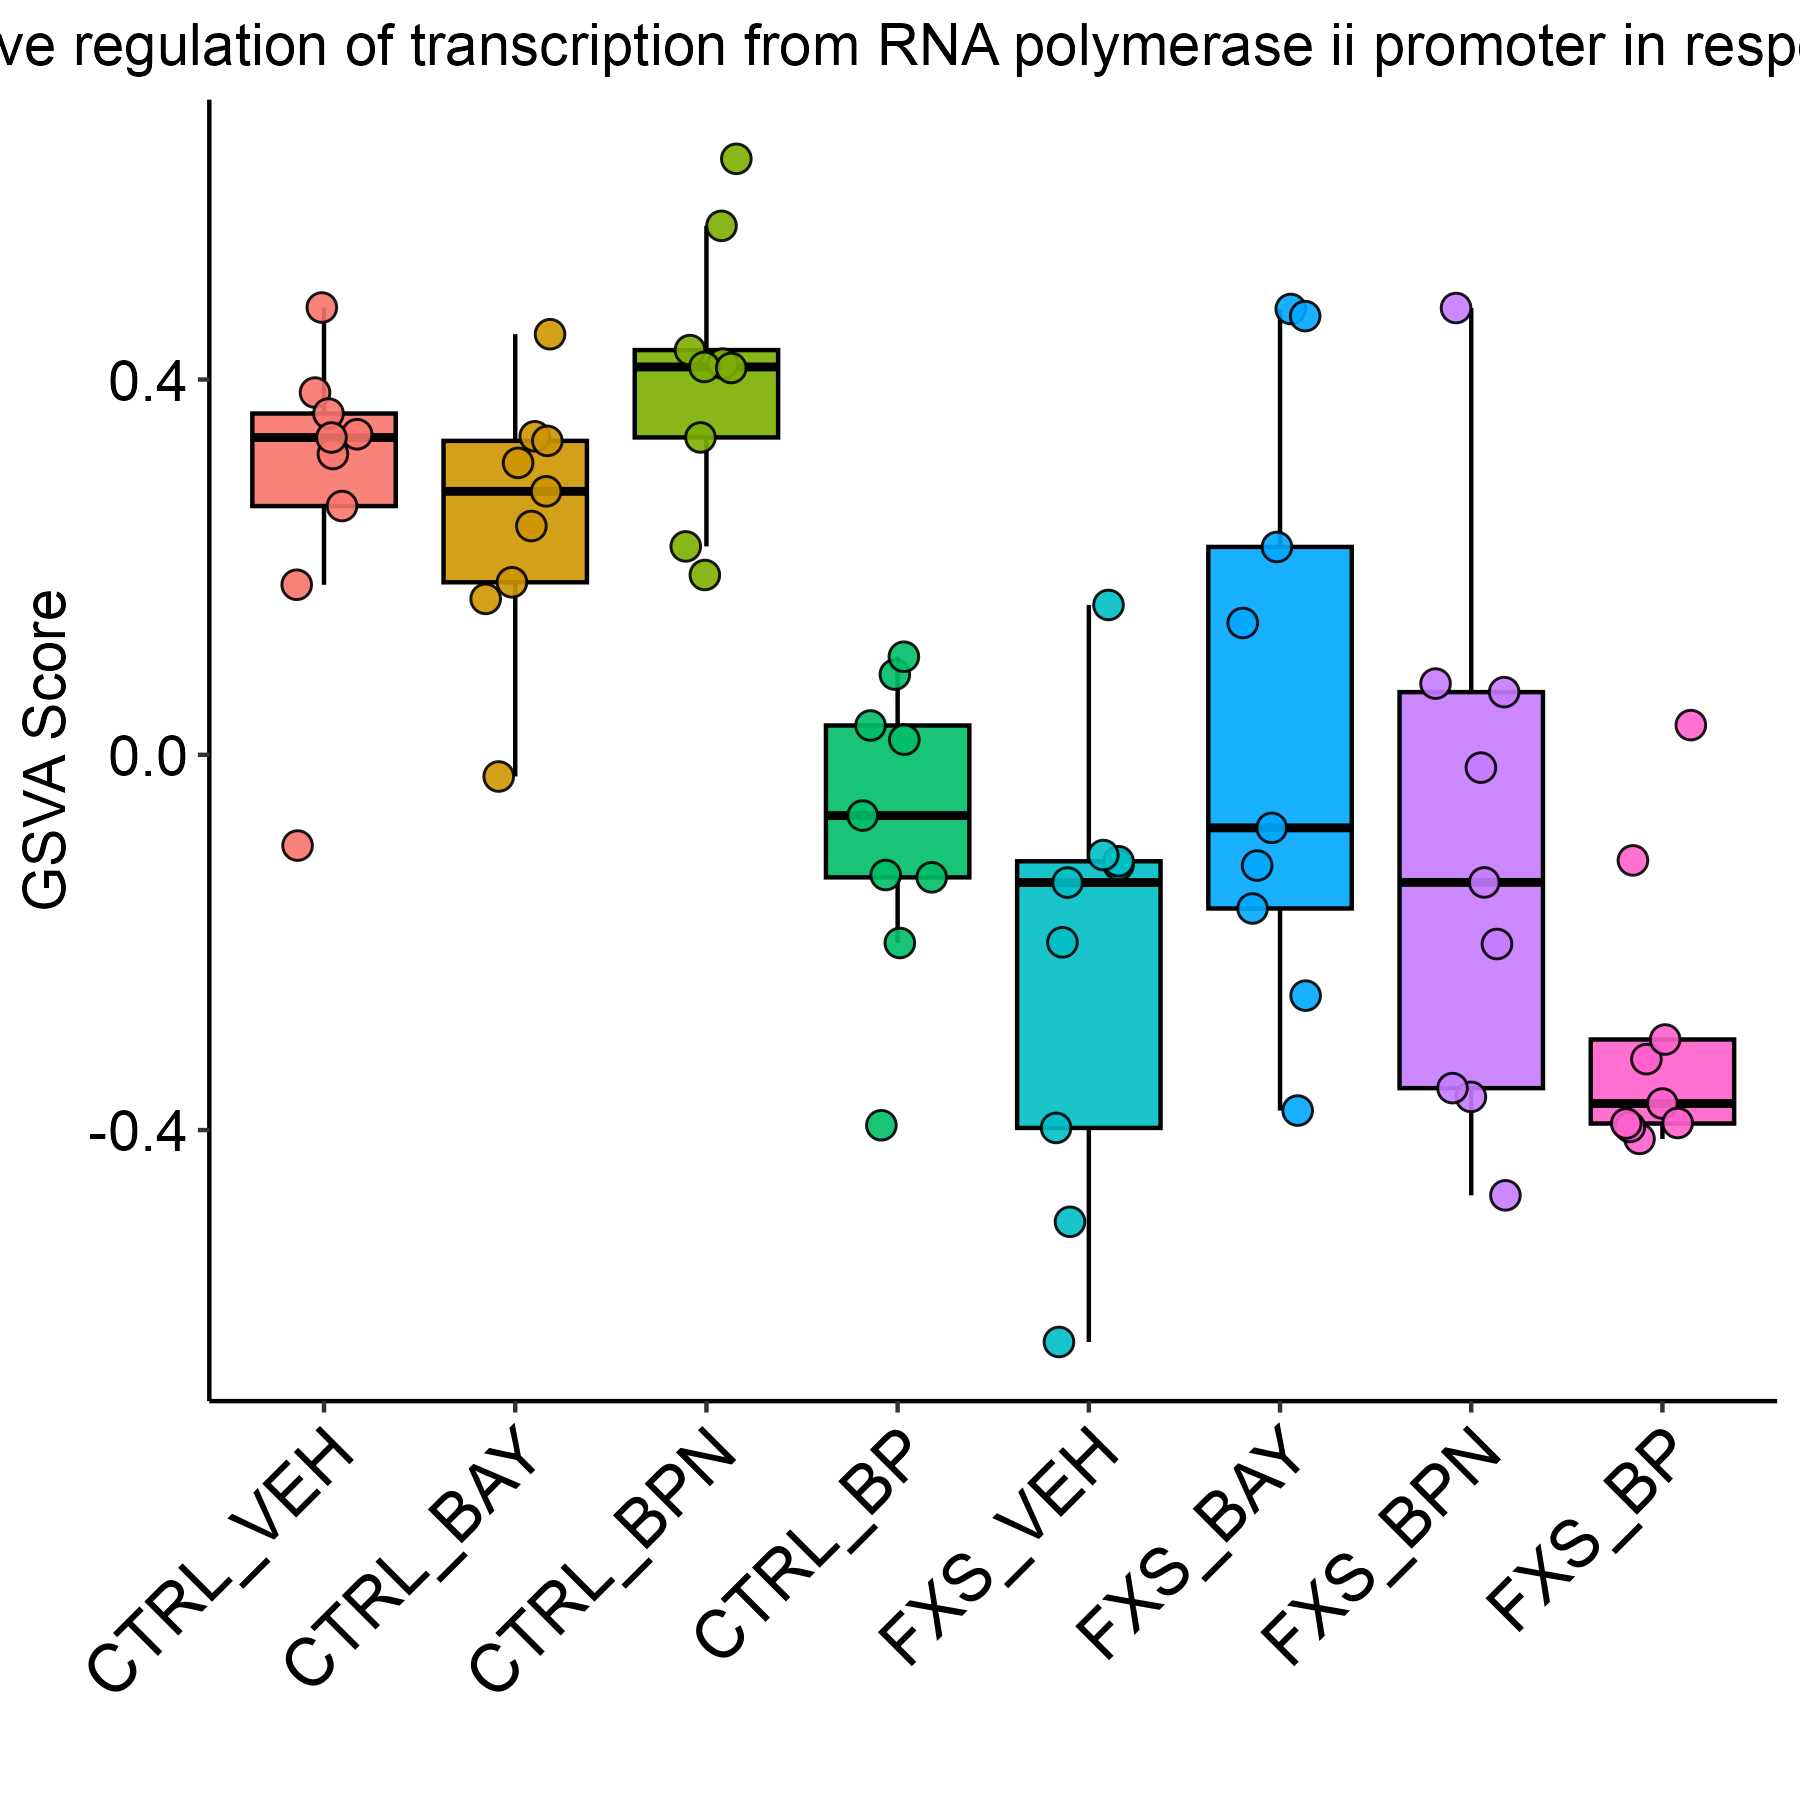 ve regulation of transcription from RNA polymerase ii promoter in resp
GSVA Score
0.4
0.0
-0.4
CTRL_VEH
CTRL_BAY
CTRL_BPN
CTRL_BP
FXS_VEH
FXS_BAY
FXS_BPN
FXS_BP